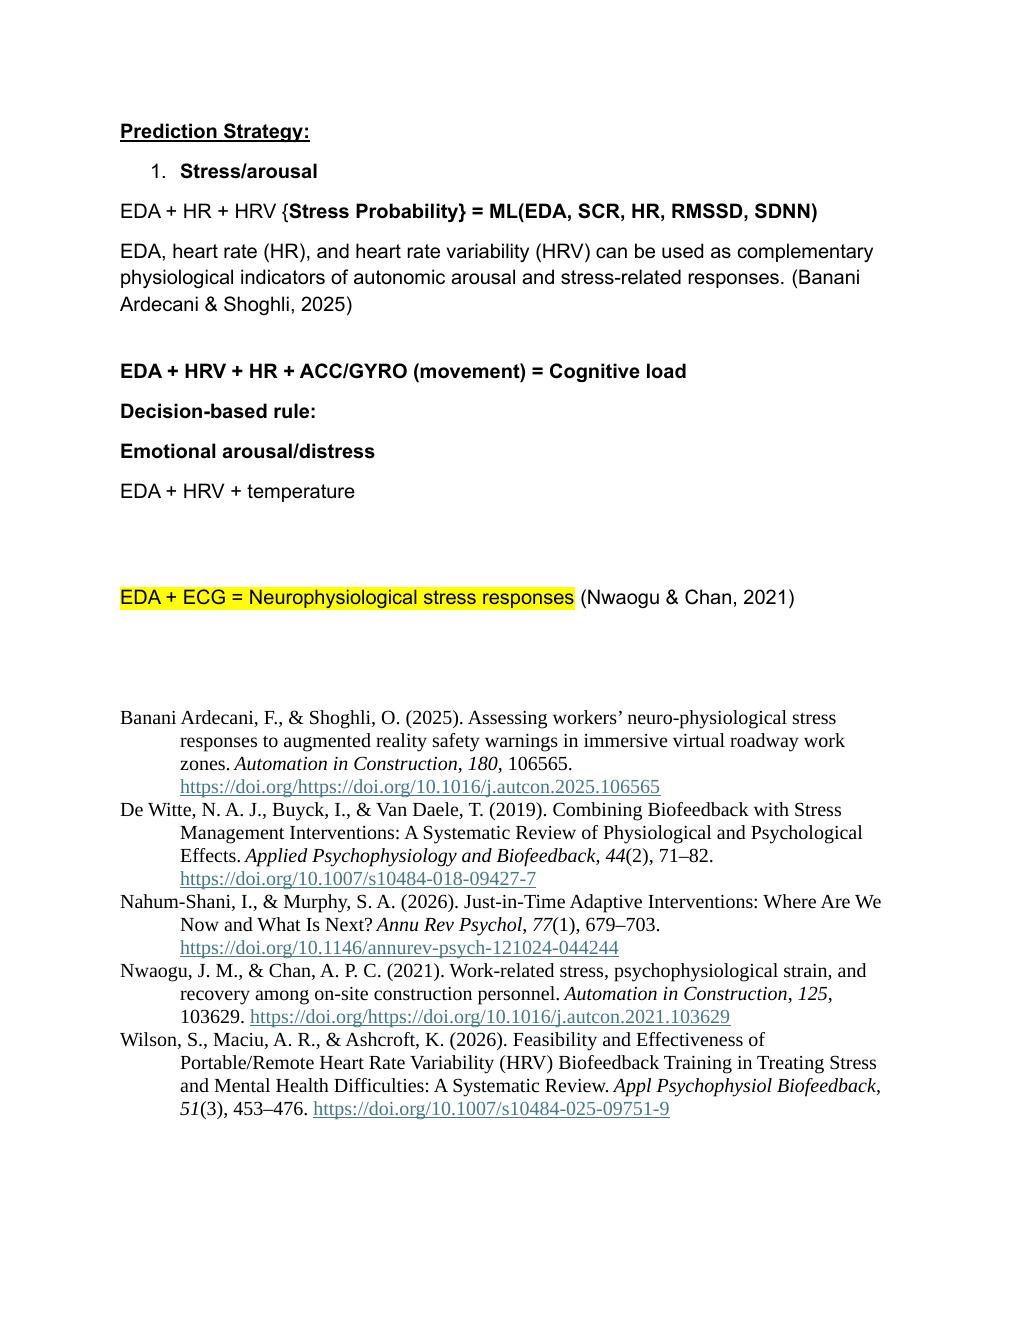 Prediction Strategy:
1. Stress/arousal
EDA + HR + HRV {Stress Probability} = ML(EDA, SCR, HR, RMSSD, SDNN)
EDA, heart rate (HR), and heart rate variability (HRV) can be used as complementary
physiological indicators of autonomic arousal and stress-related responses. (Banani
Ardecani & Shoghli, 2025)
EDA + HRV + HR + ACC/GYRO (movement) = Cognitive load
Decision-based rule:
Emotional arousal/distress
EDA + HRV + temperature
EDA + ECG = Neurophysiological stress responses (Nwaogu & Chan, 2021)
Banani Ardecani, F., & Shoghli, O. (2025). Assessing workers’ neuro-physiological stress
responses to augmented reality safety warnings in immersive virtual roadway work
zones. Automation in Construction, 180, 106565.
https://doi.org/https://doi.org/10.1016/j.autcon.2025.106565
De Witte, N. A. J., Buyck, I., & Van Daele, T. (2019). Combining Biofeedback with Stress
Management Interventions: A Systematic Review of Physiological and Psychological
Effects. Applied Psychophysiology and Biofeedback, 44(2), 71–82.
https://doi.org/10.1007/s10484-018-09427-7
Nahum-Shani, I., & Murphy, S. A. (2026). Just-in-Time Adaptive Interventions: Where Are We
Now and What Is Next? Annu Rev Psychol, 77(1), 679–703.
https://doi.org/10.1146/annurev-psych-121024-044244
Nwaogu, J. M., & Chan, A. P. C. (2021). Work-related stress, psychophysiological strain, and
recovery among on-site construction personnel. Automation in Construction, 125,
103629. https://doi.org/https://doi.org/10.1016/j.autcon.2021.103629
Wilson, S., Maciu, A. R., & Ashcroft, K. (2026). Feasibility and Effectiveness of
Portable/Remote Heart Rate Variability (HRV) Biofeedback Training in Treating Stress
and Mental Health Difficulties: A Systematic Review. Appl Psychophysiol Biofeedback,
51(3), 453–476. https://doi.org/10.1007/s10484-025-09751-9